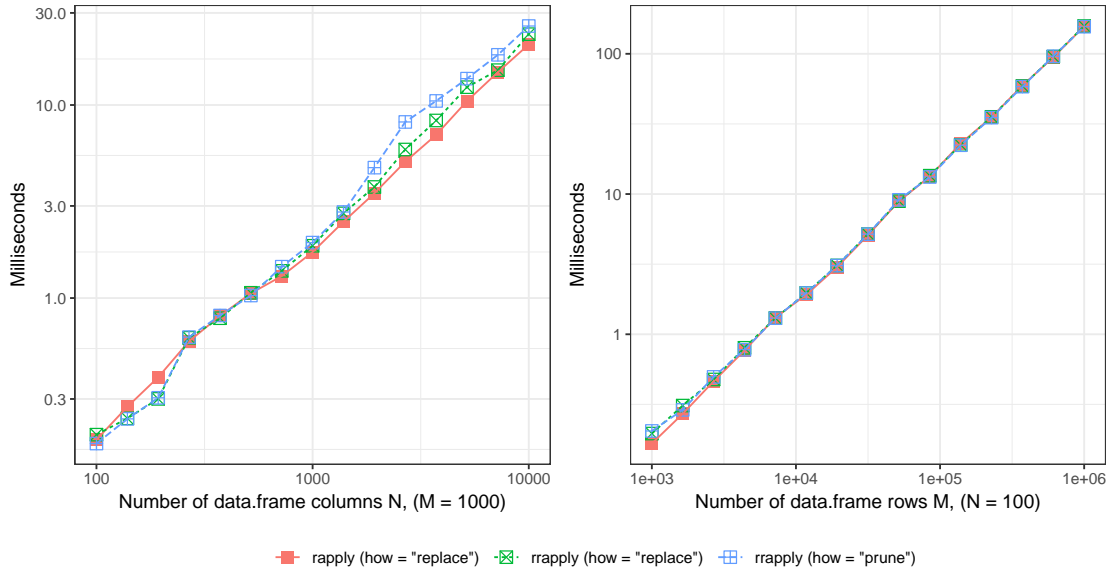 30.0
10.0
3.0
1.0
0.3
Milliseconds
100
1000
10000
Number of data.frame columns N, (M = 1000)
100
10
1
Milliseconds
1e+03
1e+04
1e+05
1e+06
Number of data.frame rows M, (N = 100)
rapply (how = "replace")
rrapply (how = "replace")
rrapply (how = "prune")